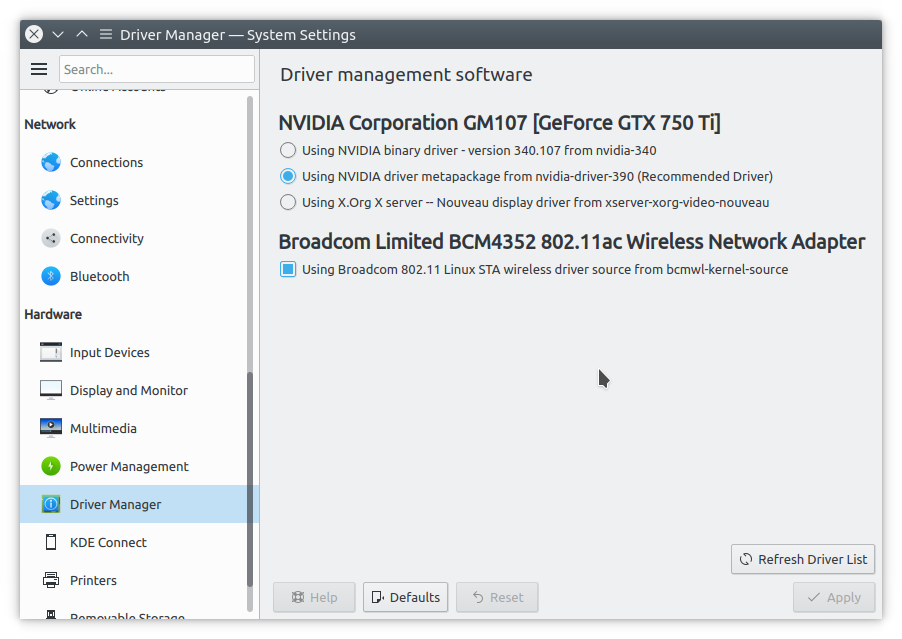 Driver Manager — System Settings
Search...
Online Accounts
Network
Connections
Settings
Connectivity
Bluetooth
Hardware
Input Devices
Display and Monitor
Multimedia
Power Management
Driver Manager
KDE Connect
Printers
Removable Storage
Driver management software
NVIDIA Corporation GM107 [GeForce GTX 750 Ti]
Using NVIDIA binary driver - version 340.107 from nvidia-340
Using NVIDIA driver metapackage from nvidia-driver-390 (Recommended Driver)
Using X.Org X server -- Nouveau display driver from xserver-xorg-video-nouveau
Broadcom Limited BCM4352 802.11ac Wireless Network Adapter
Using Broadcom 802.11 Linux STA wireless driver source from bcmwl-kernel-source
Refresh Driver List
Help
Defaults
Reset
Apply